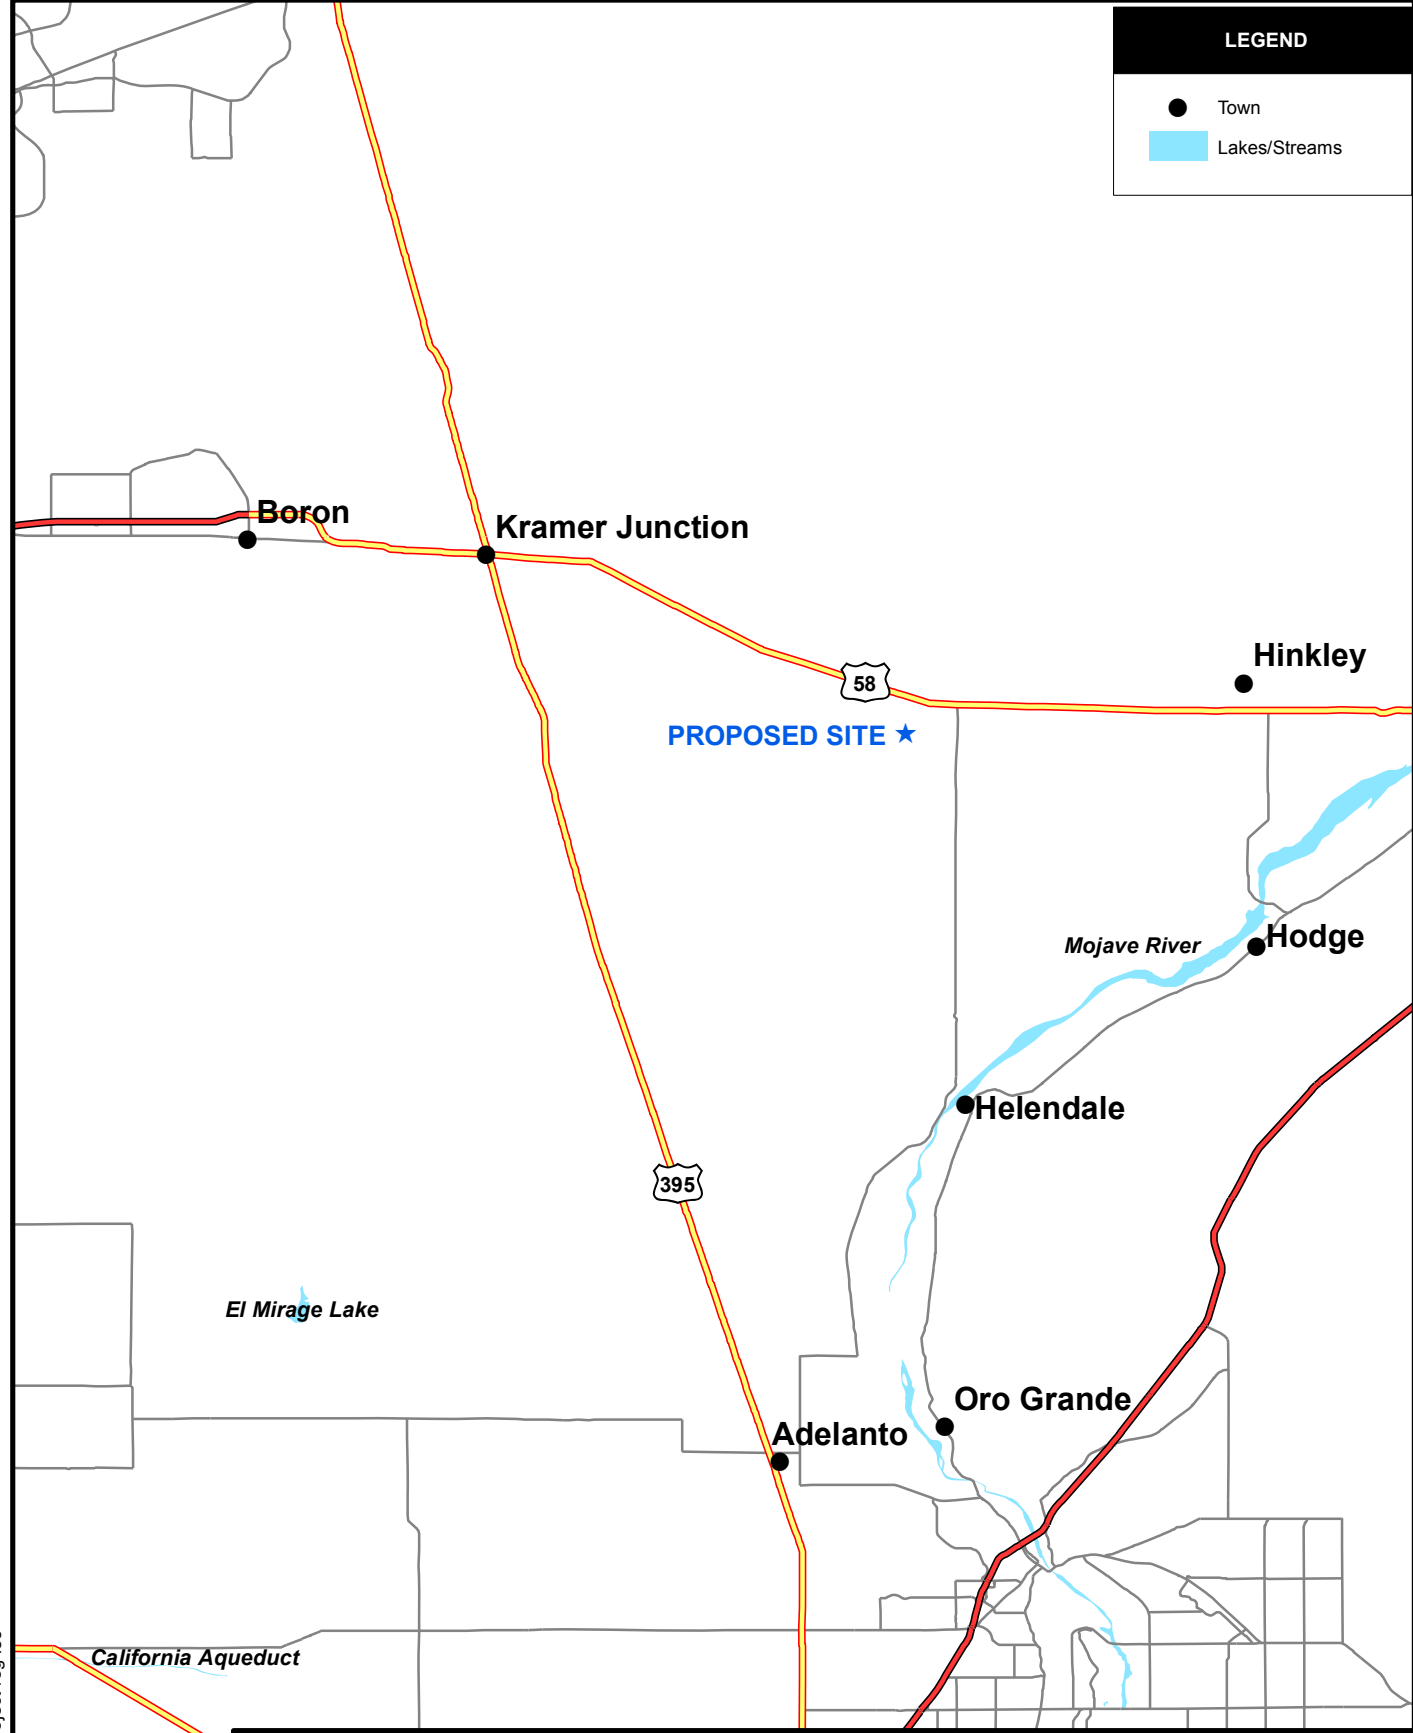 LEGEND
Town
Lakes/Streams
Boron
Kramer Junction
Hinkley
58
PROPOSED SITE
Mojave River
Hodge
Helendale
395
El Mirage Lake
Oro Grande
Adelanto
California Aqueduct